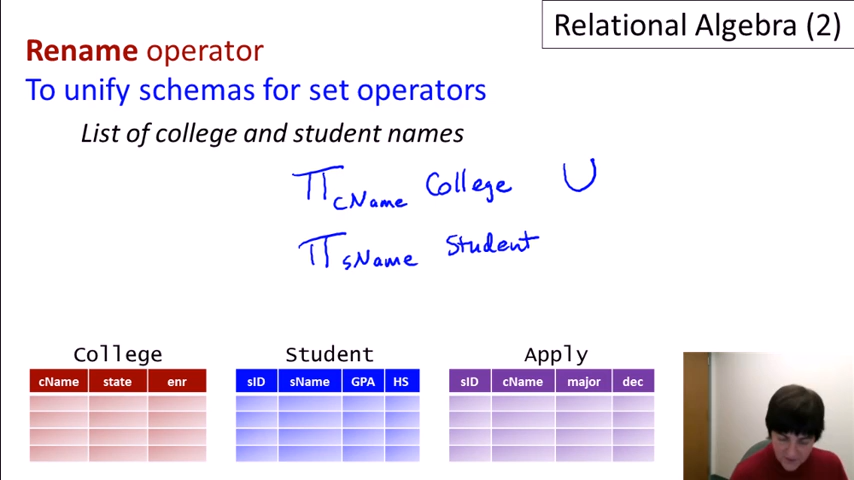 Relational Algebra (2)
Rename operator
To unify schemas for set operators
List of college and student names
π cName College ∪
π sName Student
College
cName state enr
Student
sID sName GPA HS
Apply
sID cName major dec